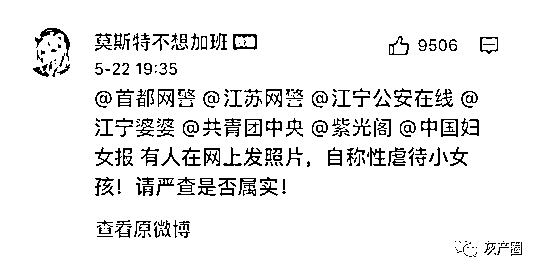 莫斯特不想加班
9506
5-22 19:35
@首都网警 @江苏网警 @江宁公安在线 @
江宁婆婆 @共青团中央 @紫光阁 @中国妇
女报 有人在网上发照片，自称性虐待小女
孩！请严查是否属实！
查看原微博
灰产圈